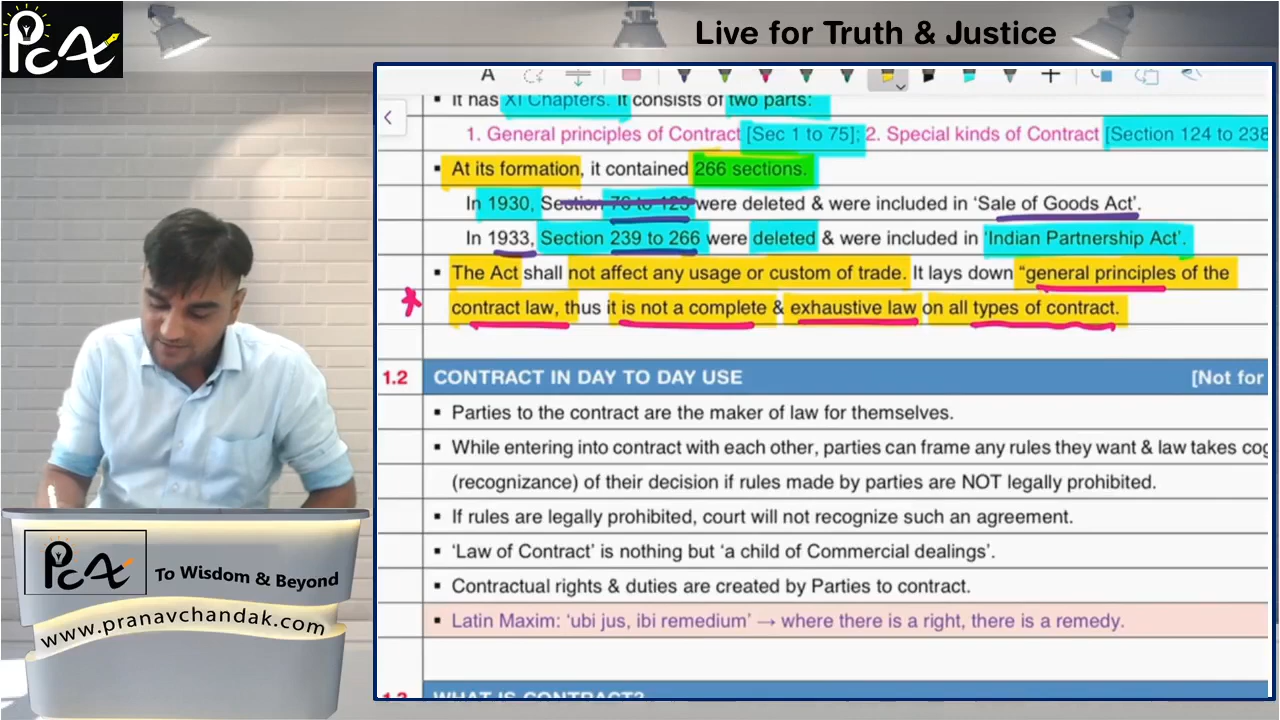 PCA
Live for Truth & Justice
It has XI Chapters. It consists of two parts:
1. General principles of Contract [Sec 1 to 75]; 2. Special kinds of Contract [Section 124 to 238
At its formation, it contained 266 sections.
In 1930, Section 76 to 123 were deleted & were included in ‘Sale of Goods Act’.
In 1933, Section 239 to 266 were deleted & were included in ‘Indian Partnership Act’.
The Act shall not affect any usage or custom of trade. It lays down “general principles of the
contract law, thus it is not a complete & exhaustive law on all types of contract.
1.2 CONTRACT IN DAY TO DAY USE [Not for
Parties to the contract are the maker of law for themselves.
While entering into contract with each other, parties can frame any rules they want & law takes cog
(recognizance) of their decision if rules made by parties are NOT legally prohibited.
If rules are legally prohibited, court will not recognize such an agreement.
‘Law of Contract’ is nothing but ‘a child of Commercial dealings’.
Contractual rights & duties are created by Parties to contract.
Latin Maxim: ‘ubi jus, ibi remedium’ → where there is a right, there is a remedy.
1.3 WHAT IS CONTRACT?
PCA
To Wisdom & Beyond
www.pranavchandak.com